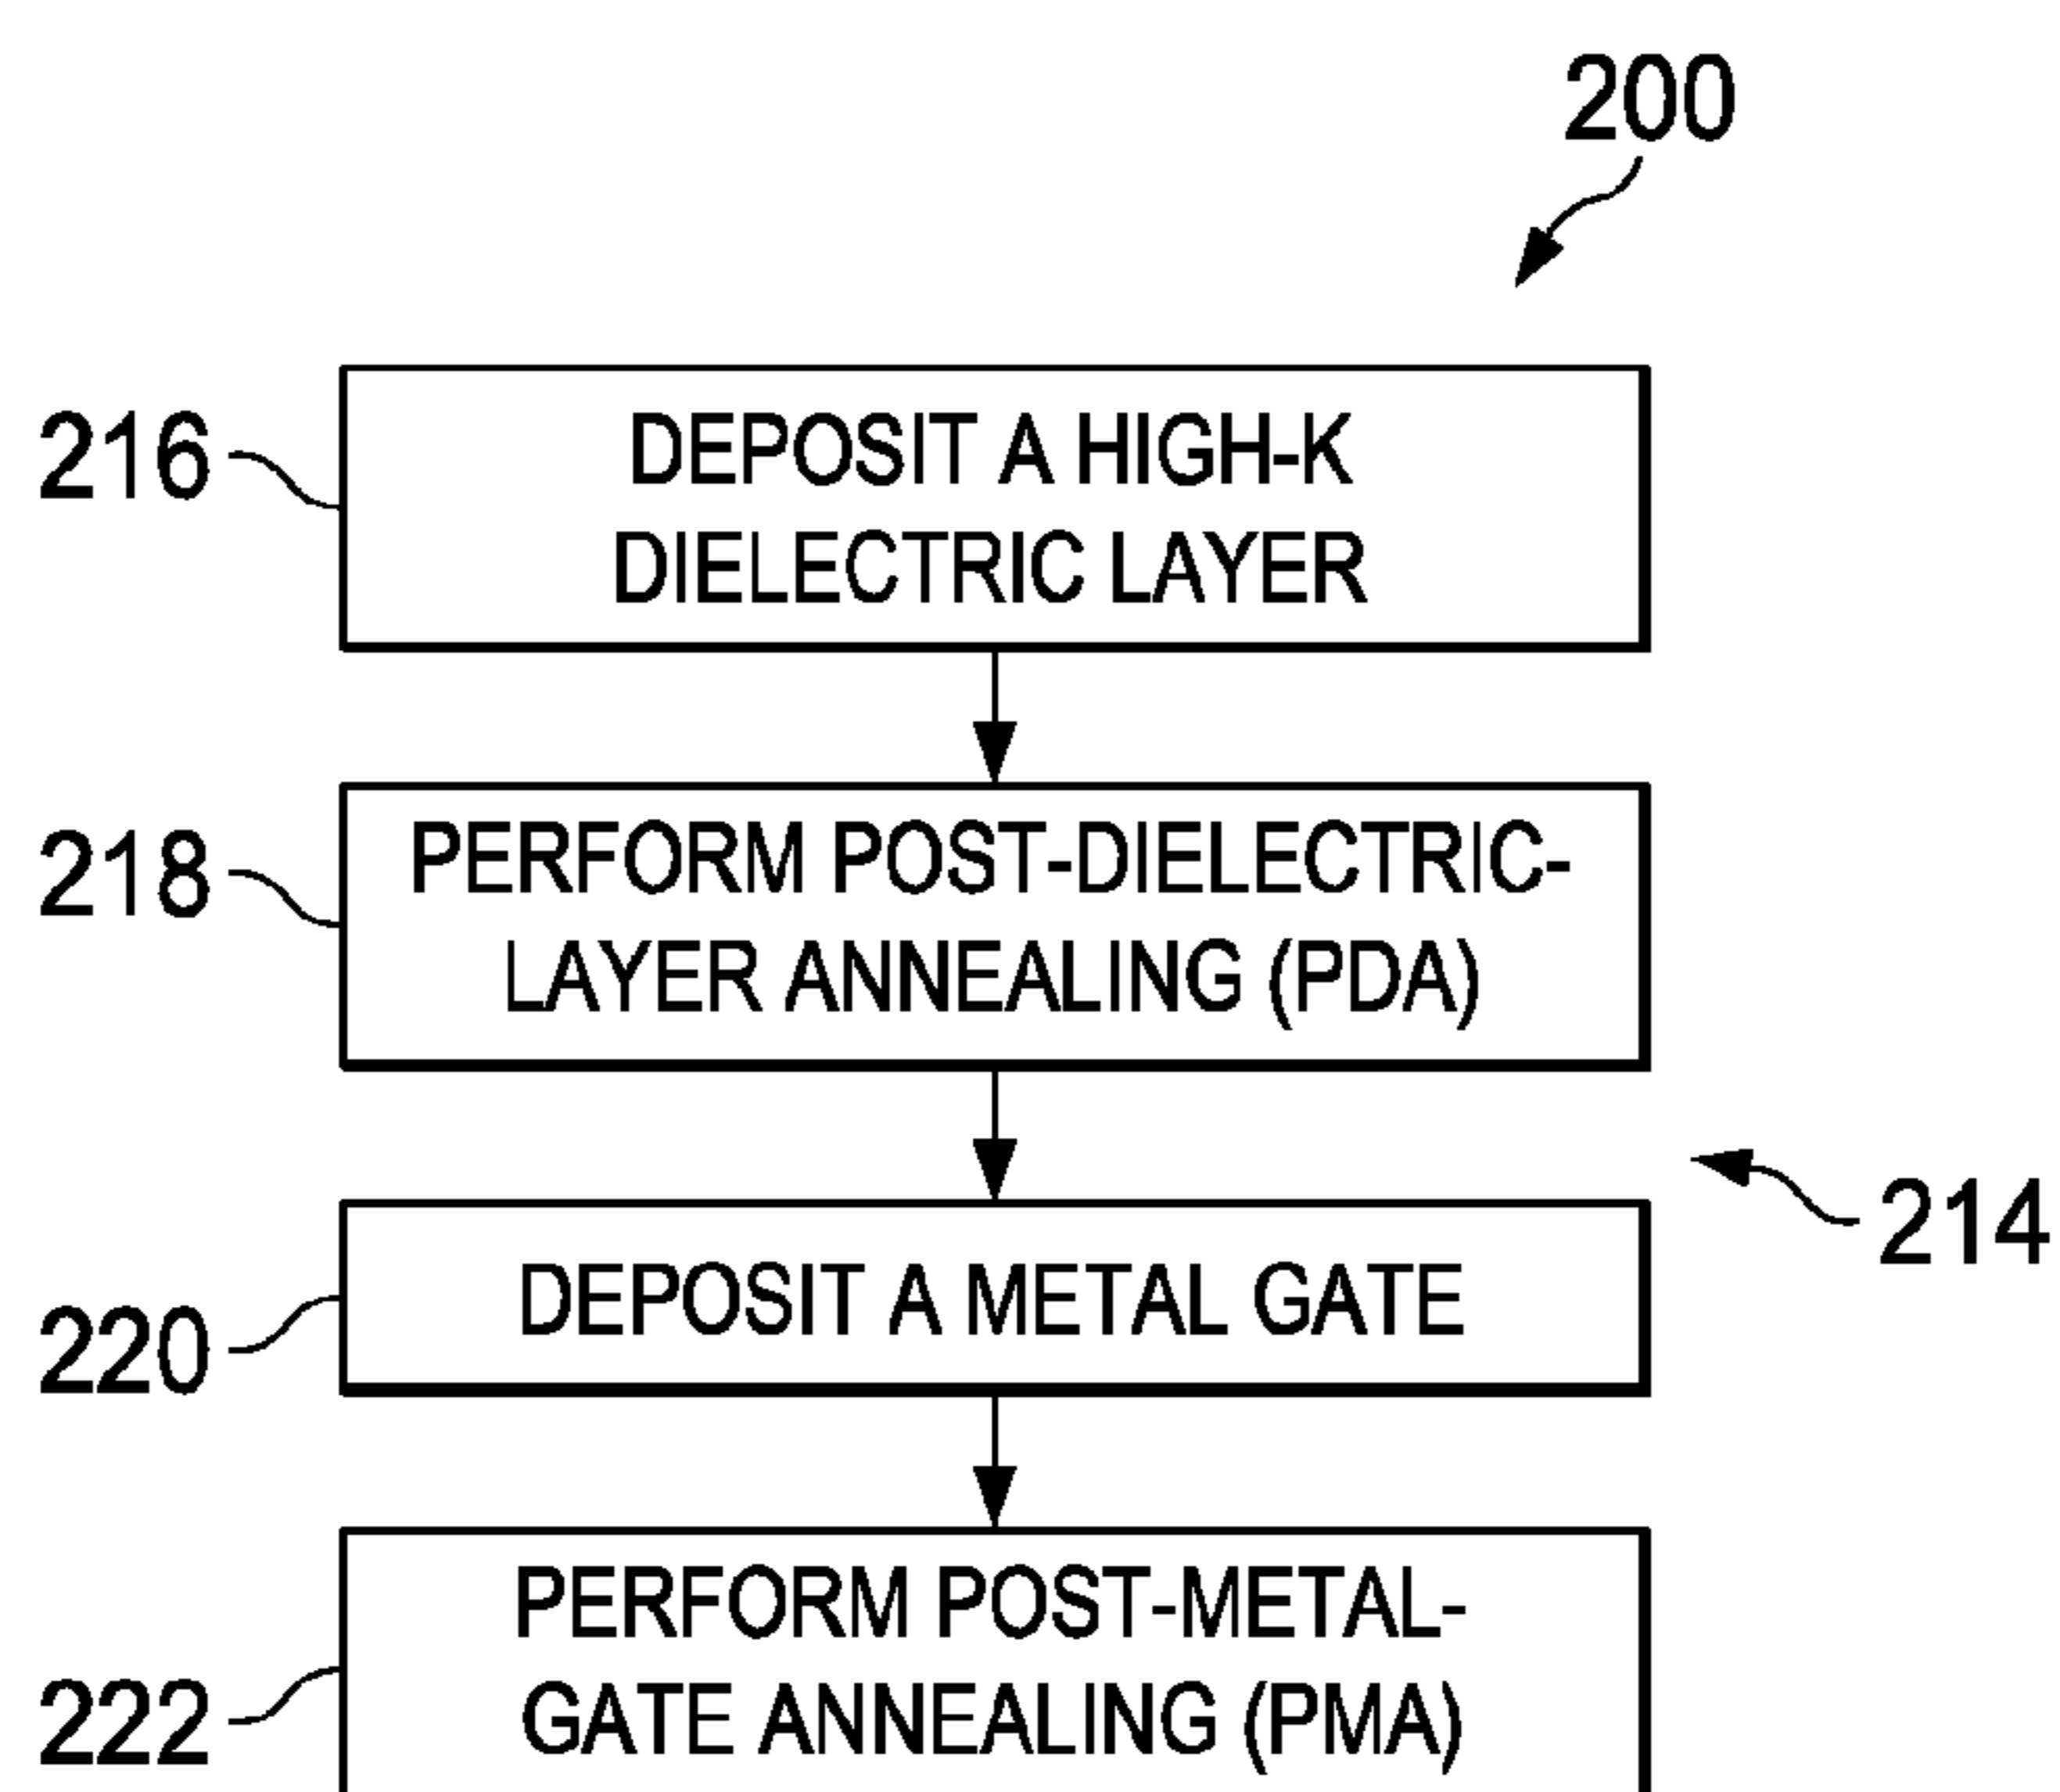 200
216
DEPOSIT A HIGH-K
DIELECTRIC LAYER
218
PERFORM POST-DIELECTRIC-
LAYER ANNEALING (PDA)
214
220
DEPOSIT A METAL GATE
222
PERFORM POST-METAL-
GATE ANNEALING (PMA)